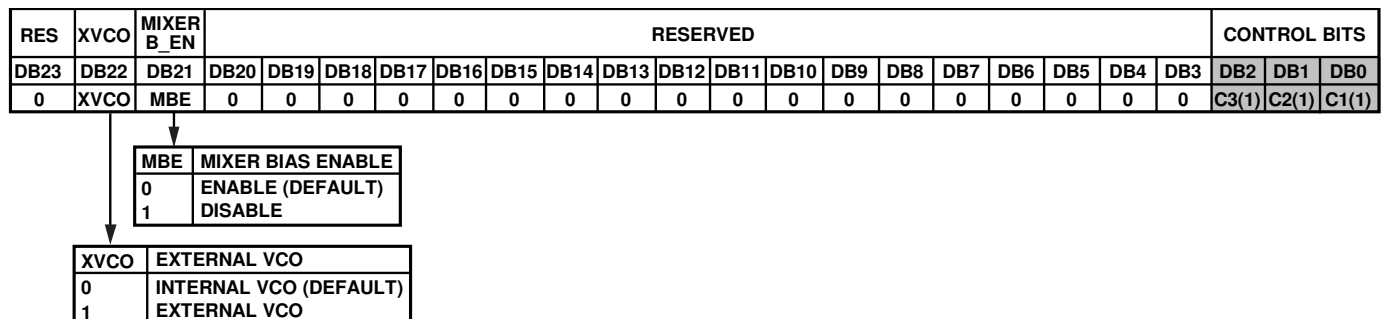 RES XVCO MIXER B_EN RESERVED CONTROL BITS
DB23 DB22 DB21 DB20 DB19 DB18 DB17 DB16 DB15 DB14 DB13 DB12 DB11 DB10 DB9 DB8 DB7 DB6 DB5 DB4 DB3 DB2 DB1 DB0
0 XVCO MBE 0 0 0 0 0 0 0 0 0 0 0 0 0 0 0 0 0 0 C3(1) C2(1) C1(1)
MBE MIXER BIAS ENABLE
0 ENABLE (DEFAULT)
1 DISABLE
XVCO EXTERNAL VCO
0 INTERNAL VCO (DEFAULT)
1 EXTERNAL VCO